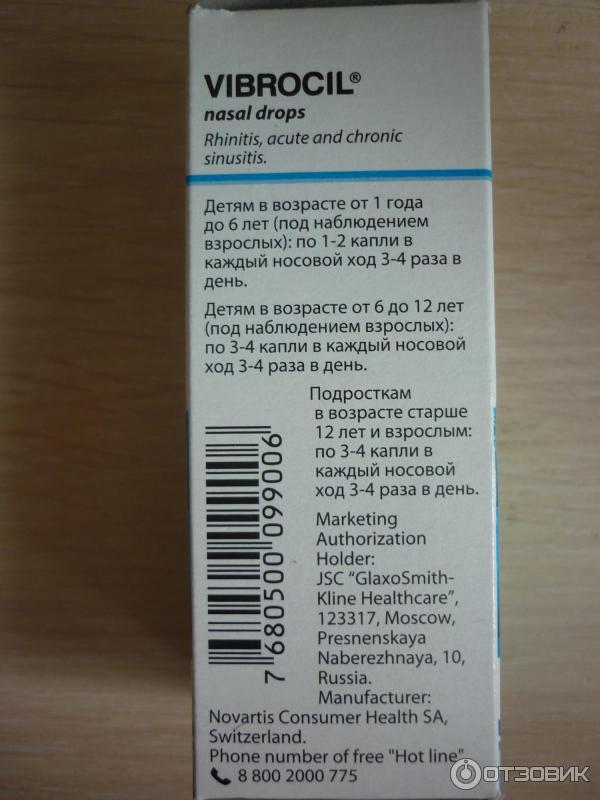 VIBROCIL®
nasal drops
Rhinitis, acute and chronic
sinusitis.
Детям в возрасте от 1 года
до 6 лет (под наблюдением
взрослых): по 1-2 капли в
каждый носовой ход 3-4 раза в
день.
Детям в возрасте от 6 до 12 лет
(под наблюдением взрослых):
по 3-4 капли в каждый носовой
ход 3-4 раза в день.
Подросткам
в возрасте старше
12 лет и взрослым:
по 3-4 капли в
каждый носовой
ход 3-4 раза в день.
7 680500 099006
Marketing
Authorization
Holder:
JSC “GlaxoSmith-
Kline Healthcare”,
123317, Moscow,
Presnenskaya
Naberezhnaya, 10,
Russia.
Manufacturer:
Novartis Consumer Health SA,
Switzerland.
Phone number of free "Hot line"
8 800 2000 775
ОТЗОВИК